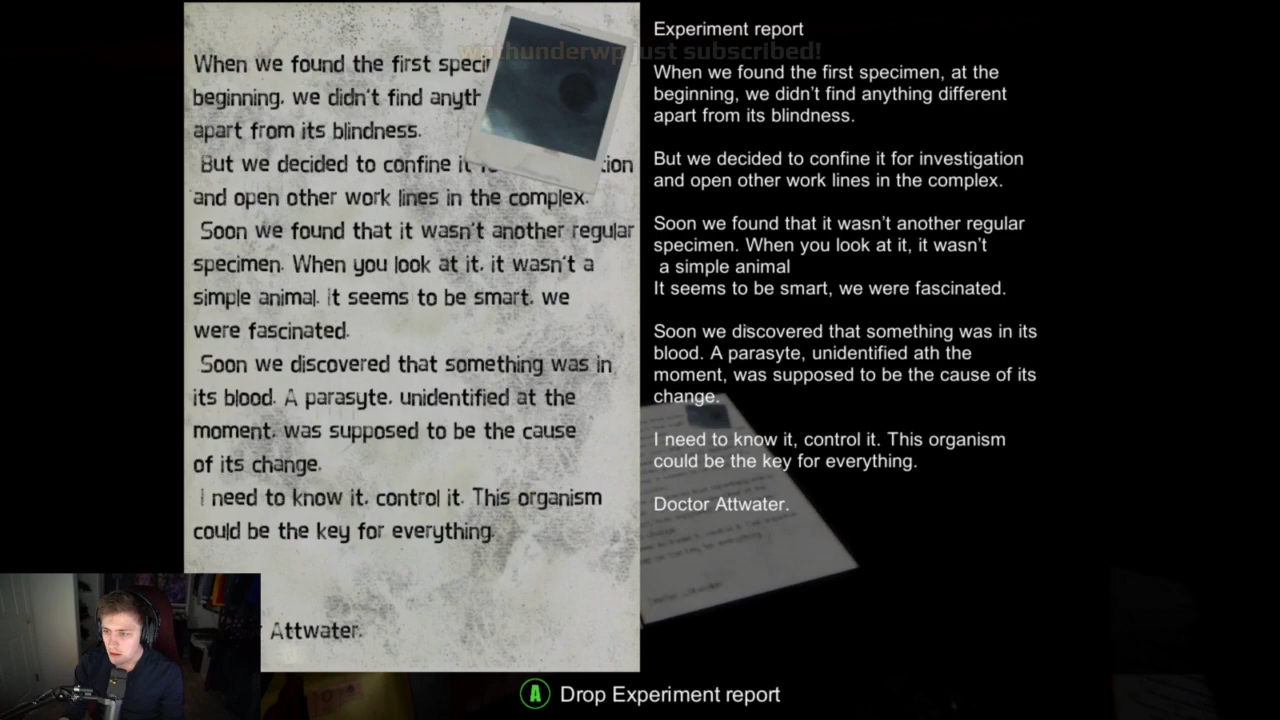 When we found the first speci
beginning, we didn't find anyth
apart from its blindness.
But we decided to confine it
and open other work lines in the complex.
Soon we found that it wasn't another regular
specimen. When you look at it, it wasn't a
simple animal. it seems to be smart, we
were fascinated.
Soon we discovered that something was in
its blood. A parasyte, unidentified at the
moment, was supposed to be the cause
of its change.
I need to know it, control it. This organism
could be the key for everything.
Attwater.
wathunderwp just subscribed!
Experiment report
When we found the first specimen, at the
beginning, we didn't find anything different
apart from its blindness.
But we decided to confine it for investigation
and open other work lines in the complex.
Soon we found that it wasn't another regular
specimen. When you look at it, it wasn't
a simple animal
It seems to be smart, we were fascinated.
Soon we discovered that something was in its
blood. A parasyte, unidentified ath the
moment, was supposed to be the cause of its
change.
I need to know it, control it. This organism
could be the key for everything.
Doctor Attwater.
A Drop Experiment report